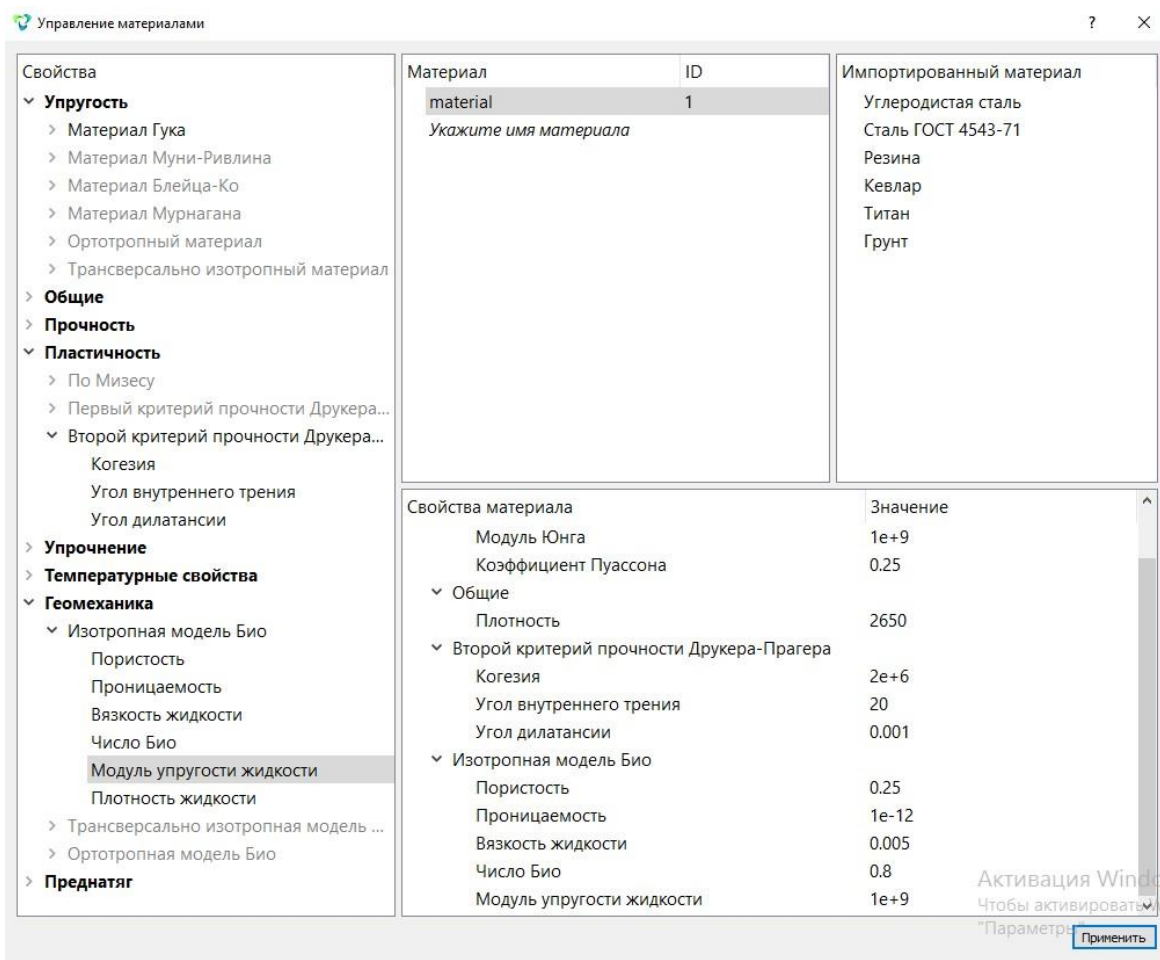 Управление материалами
?
Свойства
Упругость
Материал Гука
Материал Муни-Ривлина
Материал Блейца-Ко
Материал Мурнагана
Ортотропный материал
Трансверсально изотропный материал
Общие
Прочность
Пластичность
По Мизесу
Первый критерий прочности Друкера...
Второй критерий прочности Друкера...
Когезия
Угол внутреннего трения
Угол дилатансии
Упрочнение
Температурные свойства
Геомеханика
Изотропная модель Био
Пористость
Проницаемость
Вязкость жидкости
Число Био
Модуль упругости жидкости
Плотность жидкости
Трансверсально изотропная модель ...
Ортотропная модель Био
Преднатяг
Материал ID
material 1
Укажите имя материала
Импортированный материал
Углеродистая сталь
Сталь ГОСТ 4543-71
Резина
Кевлар
Титан
Грунт
Свойства материала Значение
Модуль Юнга 1e+9
Коэффициент Пуассона 0.25
Общие
Плотность 2650
Второй критерий прочности Друкера-Прагера
Когезия 2e+6
Угол внутреннего трения 20
Угол дилатансии 0.001
Изотропная модель Био
Пористость 0.25
Проницаемость 1e-12
Вязкость жидкости 0.005
Число Био 0.8
Модуль упругости жидкости 1e+9
Активация Windo
Чтобы активировать
"Параметры
Применить